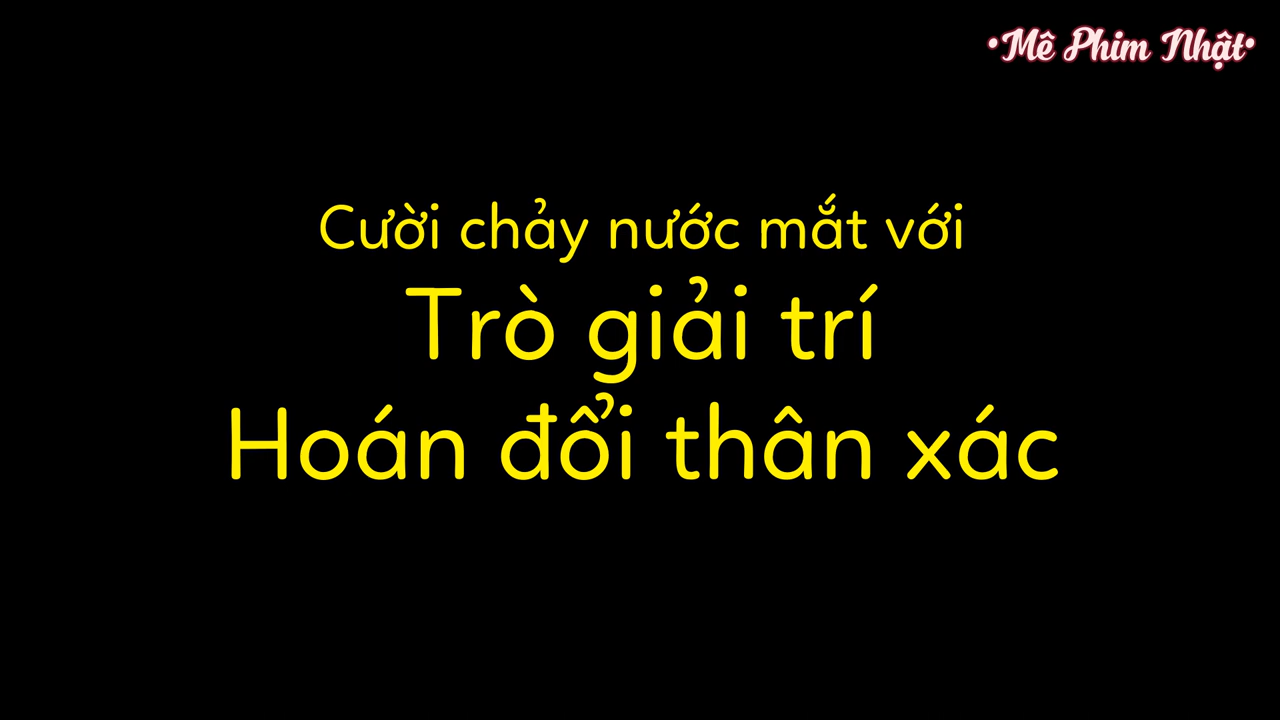 •Mê Phim Nhật•
Cười chảy nước mắt với
Trò giải trí
Hoán đổi thân xác